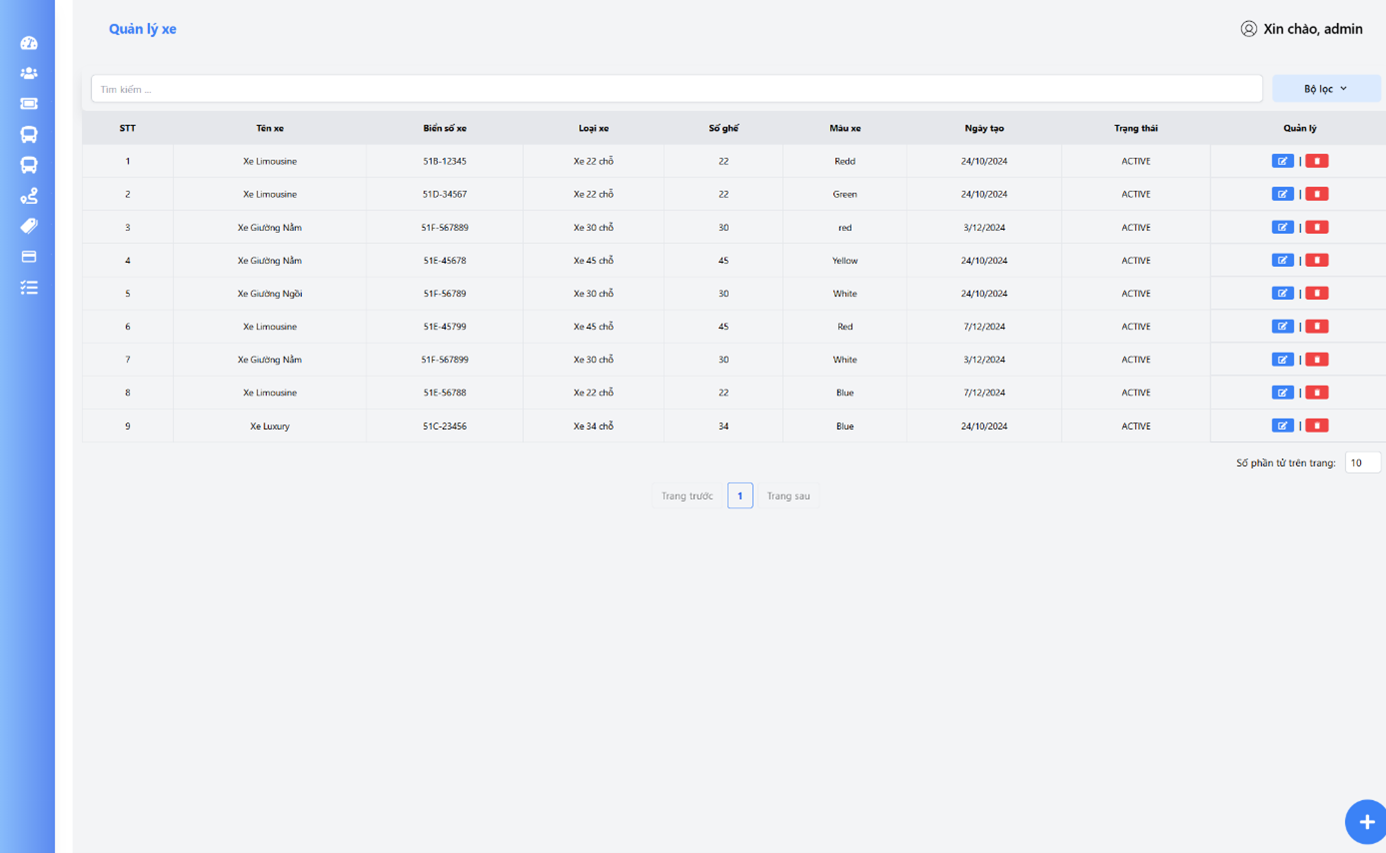 Quản lý xe
Xin chào, admin
Tìm kiếm ...
Bộ lọc
STT Tên xe Biển số xe Loại xe Số ghế Màu xe Ngày tạo Trạng thái Quản lý
1 Xe Limousine 51B-12345 Xe 22 chỗ 22 Redd 24/10/2024 ACTIVE |
2 Xe Limousine 51D-34567 Xe 22 chỗ 22 Green 24/10/2024 ACTIVE |
3 Xe Giường Nằm 51F-567889 Xe 30 chỗ 30 red 3/12/2024 ACTIVE |
4 Xe Giường Nằm 51E-45678 Xe 45 chỗ 45 Yellow 24/10/2024 ACTIVE |
5 Xe Giường Ngồi 51F-56789 Xe 30 chỗ 30 White 24/10/2024 ACTIVE |
6 Xe Limousine 51E-45799 Xe 45 chỗ 45 Red 7/12/2024 ACTIVE |
7 Xe Giường Nằm 51F-567899 Xe 30 chỗ 30 White 3/12/2024 ACTIVE |
8 Xe Limousine 51E-56788 Xe 22 chỗ 22 Blue 7/12/2024 ACTIVE |
9 Xe Luxury 51C-23456 Xe 34 chỗ 34 Blue 24/10/2024 ACTIVE |
Số phần tử trên trang: 10
Trang trước 1 Trang sau